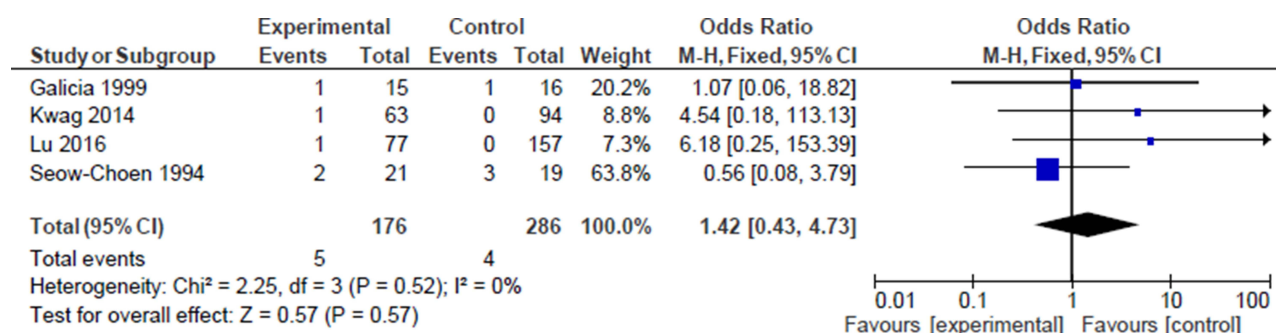 Experimental Control Odds Ratio Odds Ratio
Study or Subgroup Events Total Events Total Weight M-H, Fixed, 95% CI M-H, Fixed, 95% CI
Galicia 1999 1 15 1 16 20.2% 1.07 [0.06, 18.82]
Kwag 2014 1 63 0 94 8.8% 4.54 [0.18, 113.13]
Lu 2016 1 77 0 157 7.3% 6.18 [0.25, 153.39]
Seow-Choen 1994 2 21 3 19 63.8% 0.56 [0.08, 3.79]
Total (95% CI) 176 286 100.0% 1.42 [0.43, 4.73]
Total events 5 4
Heterogeneity: Chi² = 2.25, df = 3 (P = 0.52); I² = 0%
Test for overall effect: Z = 0.57 (P = 0.57)
0.01 0.1 1 10 100
Favours [experimental] Favours [control]